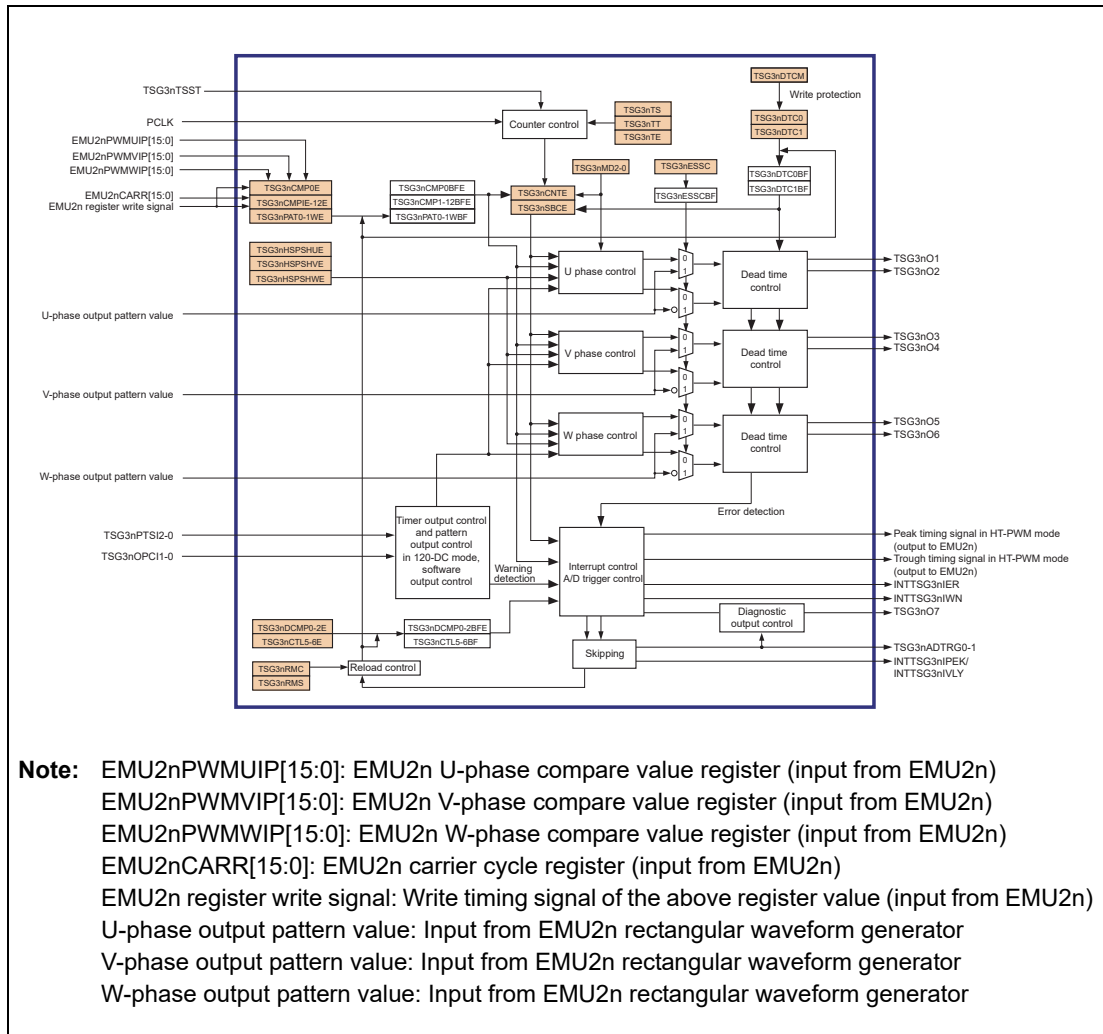 TSG3nDTCM
Write protection
TSG3nTSST
TSG3nTS
TSG3nTT
TSG3nTE
TSG3nDTC0
TSG3nDTC1
PCLK
Counter control
EMU2nPWMUIP[15:0]
EMU2nPWMVIP[15:0]
EMU2nPWMWIP[15:0]
EMU2nCARR[15:0]
EMU2n register write signal
TSG3nMD2-0
TSG3nESSC
TSG3nDTC0BF
TSG3nDTC1BF
TSG3nCMP0E
TSG3nCMPIE-12E
TSG3nPAT0-1WE
TSG3nCMP0BFE
TSG3nCMP1-12BFE
TSG3nPAT0-1WBF
TSG3nCNTE
TSG3nSBCE
TSG3nESSCBF
TSG3nHSPSHUE
TSG3nHSPSHVE
TSG3nHSPSHWE
U phase control
0
1
0
1
Dead time
control
TSG3nO1
TSG3nO2
U-phase output pattern value
V phase control
0
1
0
1
Dead time
control
TSG3nO3
TSG3nO4
V-phase output pattern value
W phase control
0
1
0
1
Dead time
control
TSG3nO5
TSG3nO6
W-phase output pattern value
Error detection
TSG3nPTSI2-0
TSG3nOPCI1-0
Timer output control
and pattern
output control
in 120-DC mode,
software
output control
Warning
detection
Interrupt control
A/D trigger control
Peak timing signal in HT-PWM mode
(output to EMU2n)
Trough timing signal in HT-PWM mode
(output to EMU2n)
INTTSG3nIER
INTTSG3nIWN
TSG3nO7
Diagnostic
output control
TSG3nDCMP0-2E
TSG3nCTL5-6E
TSG3nDCMP0-2BFE
TSG3nCTL5-6BF
Skipping
TSG3nADTRG0-1
INTTSG3nIPEK/
INTTSG3nIVLY
TSG3nRMC
TSG3nRMS
Reload control
Note: EMU2nPWMUIP[15:0]: EMU2n U-phase compare value register (input from EMU2n)
EMU2nPWMVIP[15:0]: EMU2n V-phase compare value register (input from EMU2n)
EMU2nPWMWIP[15:0]: EMU2n W-phase compare value register (input from EMU2n)
EMU2nCARR[15:0]: EMU2n carrier cycle register (input from EMU2n)
EMU2n register write signal: Write timing signal of the above register value (input from EMU2n)
U-phase output pattern value: Input from EMU2n rectangular waveform generator
V-phase output pattern value: Input from EMU2n rectangular waveform generator
W-phase output pattern value: Input from EMU2n rectangular waveform generator